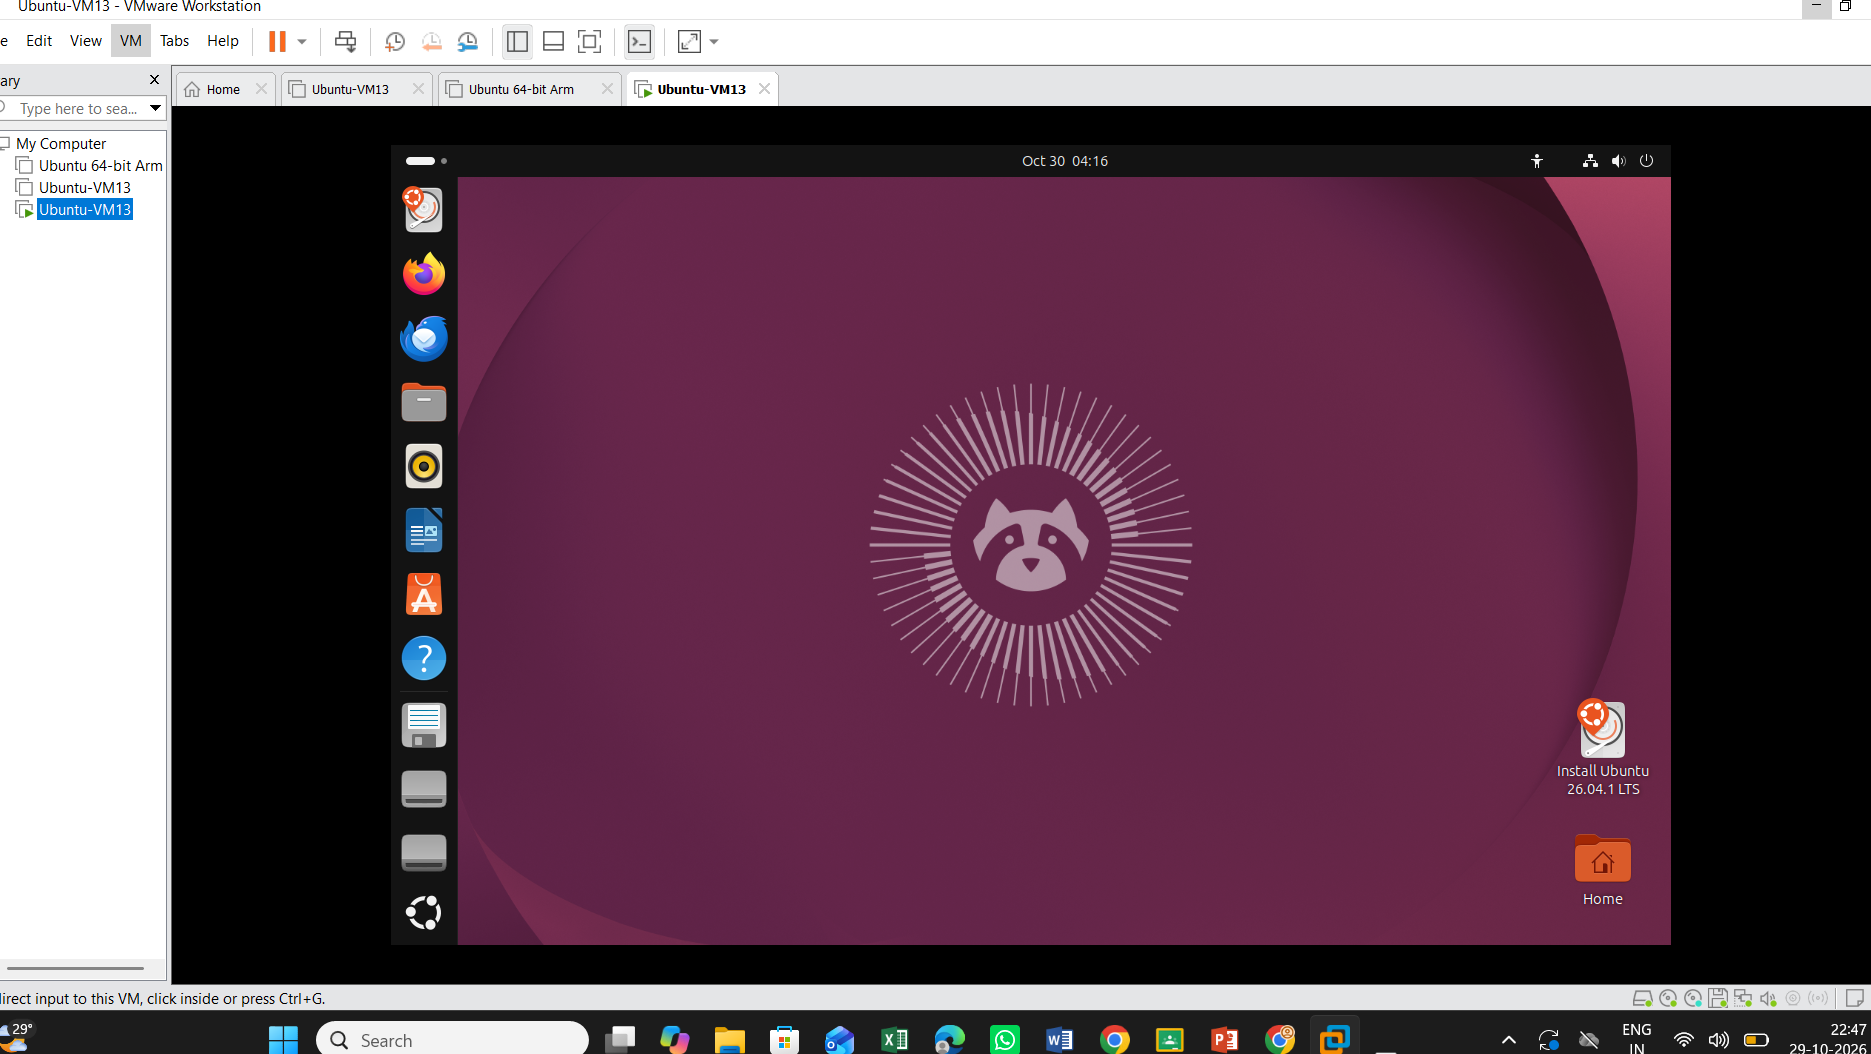 Ubuntu-VM13 - VMware Workstation
e Edit View VM Tabs Help
ary
Type here to sea...
Home
Ubuntu-VM13
Ubuntu 64-bit Arm
Ubuntu-VM13
My Computer
Ubuntu 64-bit Arm
Ubuntu-VM13
Ubuntu-VM13
Oct 30 04:16
Install Ubuntu
26.04.1 LTS
Home
direct input to this VM, click inside or press Ctrl+G.
29°
Search
ENG
IN
22:47
29-10-2026